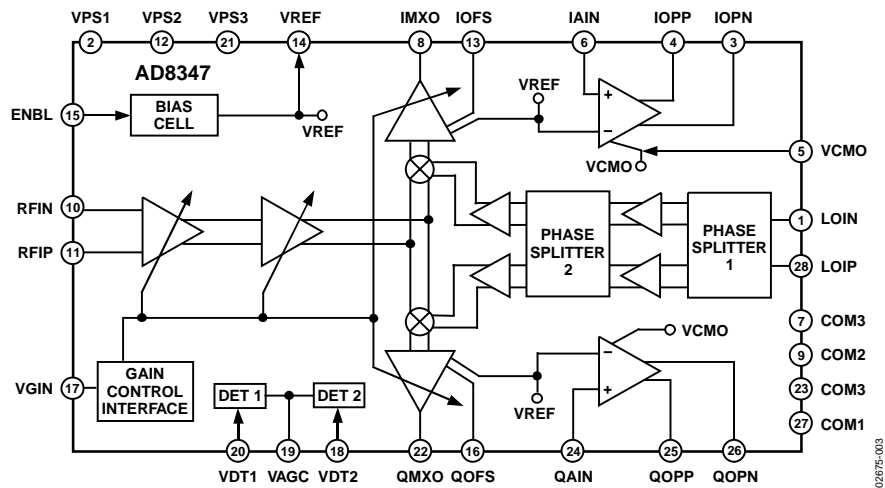 VPS1 VPS2 VPS3 VREF IMXO IOFS IAIN IOPP IOPN
2 12 21 14 8 13 6 4 3
AD8347
ENBL 15
BIAS
CELL
VREF
VREF
+
−
VCMO
5 VCMO
RFIN 10
RFIP 11
PHASE
SPLITTER
2
PHASE
SPLITTER
1
1 LOIN
28 LOIP
7 COM3
9 COM2
23 COM3
27 COM1
VCMO
−
+
VREF
VGIN 17
GAIN
CONTROL
INTERFACE
DET 1 DET 2
20 19 18 22 16 24 25 26
VDT1 VAGC VDT2 QMXO QOFS QAIN QOPP QOPN
02675-003